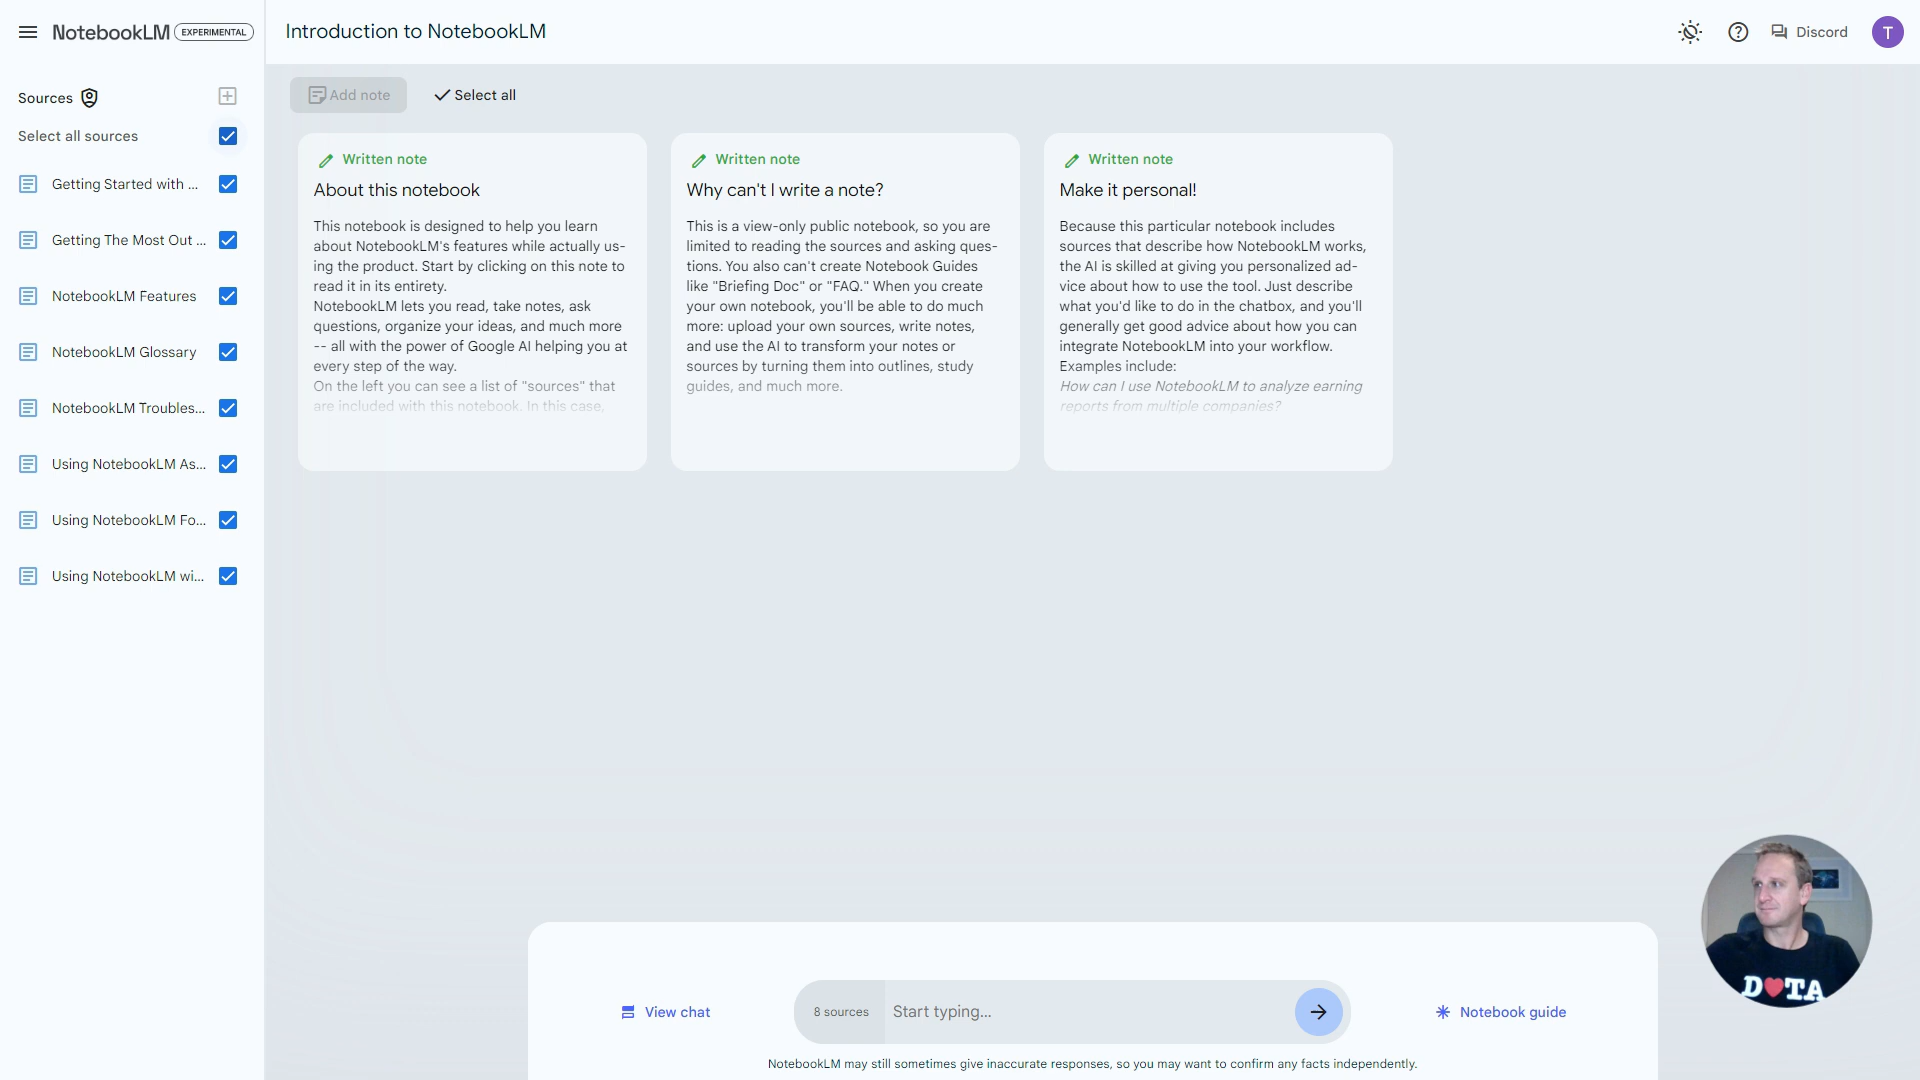 NotebookLM EXPERIMENTAL
Introduction to NotebookLM
Discord
T
Sources
Select all sources
Getting Started with ...
Getting The Most Out ...
NotebookLM Features
NotebookLM Glossary
NotebookLM Troubles...
Using NotebookLM As...
Using NotebookLM Fo...
Using NotebookLM wi...
Add note
Select all
Written note
About this notebook
This notebook is designed to help you learn
about NotebookLM's features while actually us-
ing the product. Start by clicking on this note to
read it in its entirety.
NotebookLM lets you read, take notes, ask
questions, organize your ideas, and much more
-- all with the power of Google AI helping you at
every step of the way.
On the left you can see a list of "sources" that
are included with this notebook. In this case,
Written note
Why can't I write a note?
This is a view-only public notebook, so you are
limited to reading the sources and asking ques-
tions. You also can't create Notebook Guides
like "Briefing Doc" or "FAQ." When you create
your own notebook, you'll be able to do much
more: upload your own sources, write notes,
and use the AI to transform your notes or
sources by turning them into outlines, study
guides, and much more.
Written note
Make it personal!
Because this particular notebook includes
sources that describe how NotebookLM works,
the AI is skilled at giving you personalized ad-
vice about how to use the tool. Just describe
what you'd like to do in the chatbox, and you'll
generally get good advice about how you can
integrate NotebookLM into your workflow.
Examples include:
How can I use NotebookLM to analyze earning
reports from multiple companies?
View chat
8 sources
Start typing...
Notebook guide
NotebookLM may still sometimes give inaccurate responses, so you may want to confirm any facts independently.
D❤TA